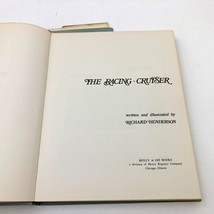 THE RACING-CRUISER
written and illustrated by
RICHARD HENDERSON
REILLY & LEE BOOKS
a division of Henry Regnery Company
Chicago, Illinois